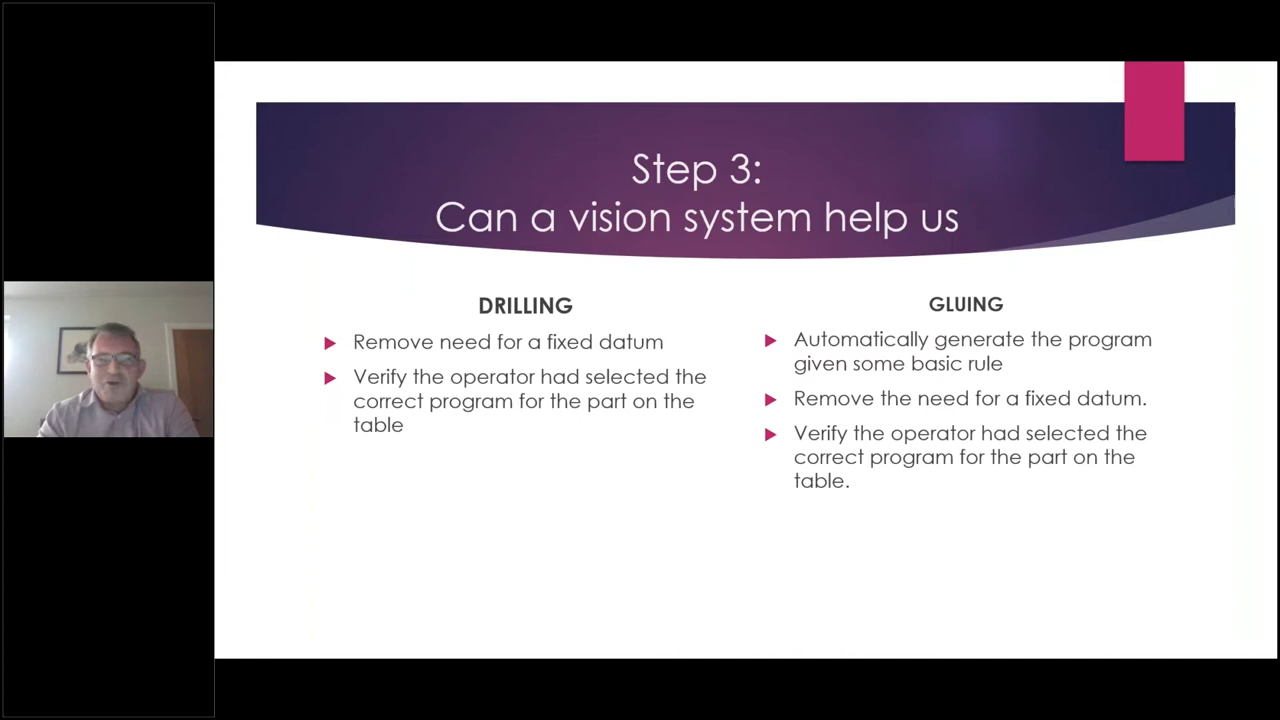 Step 3:
Can a vision system help us
DRILLING
Remove need for a fixed datum
Verify the operator had selected the
correct program for the part on the
table
GLUING
Automatically generate the program
given some basic rule
Remove the need for a fixed datum.
Verify the operator had selected the
correct program for the part on the
table.